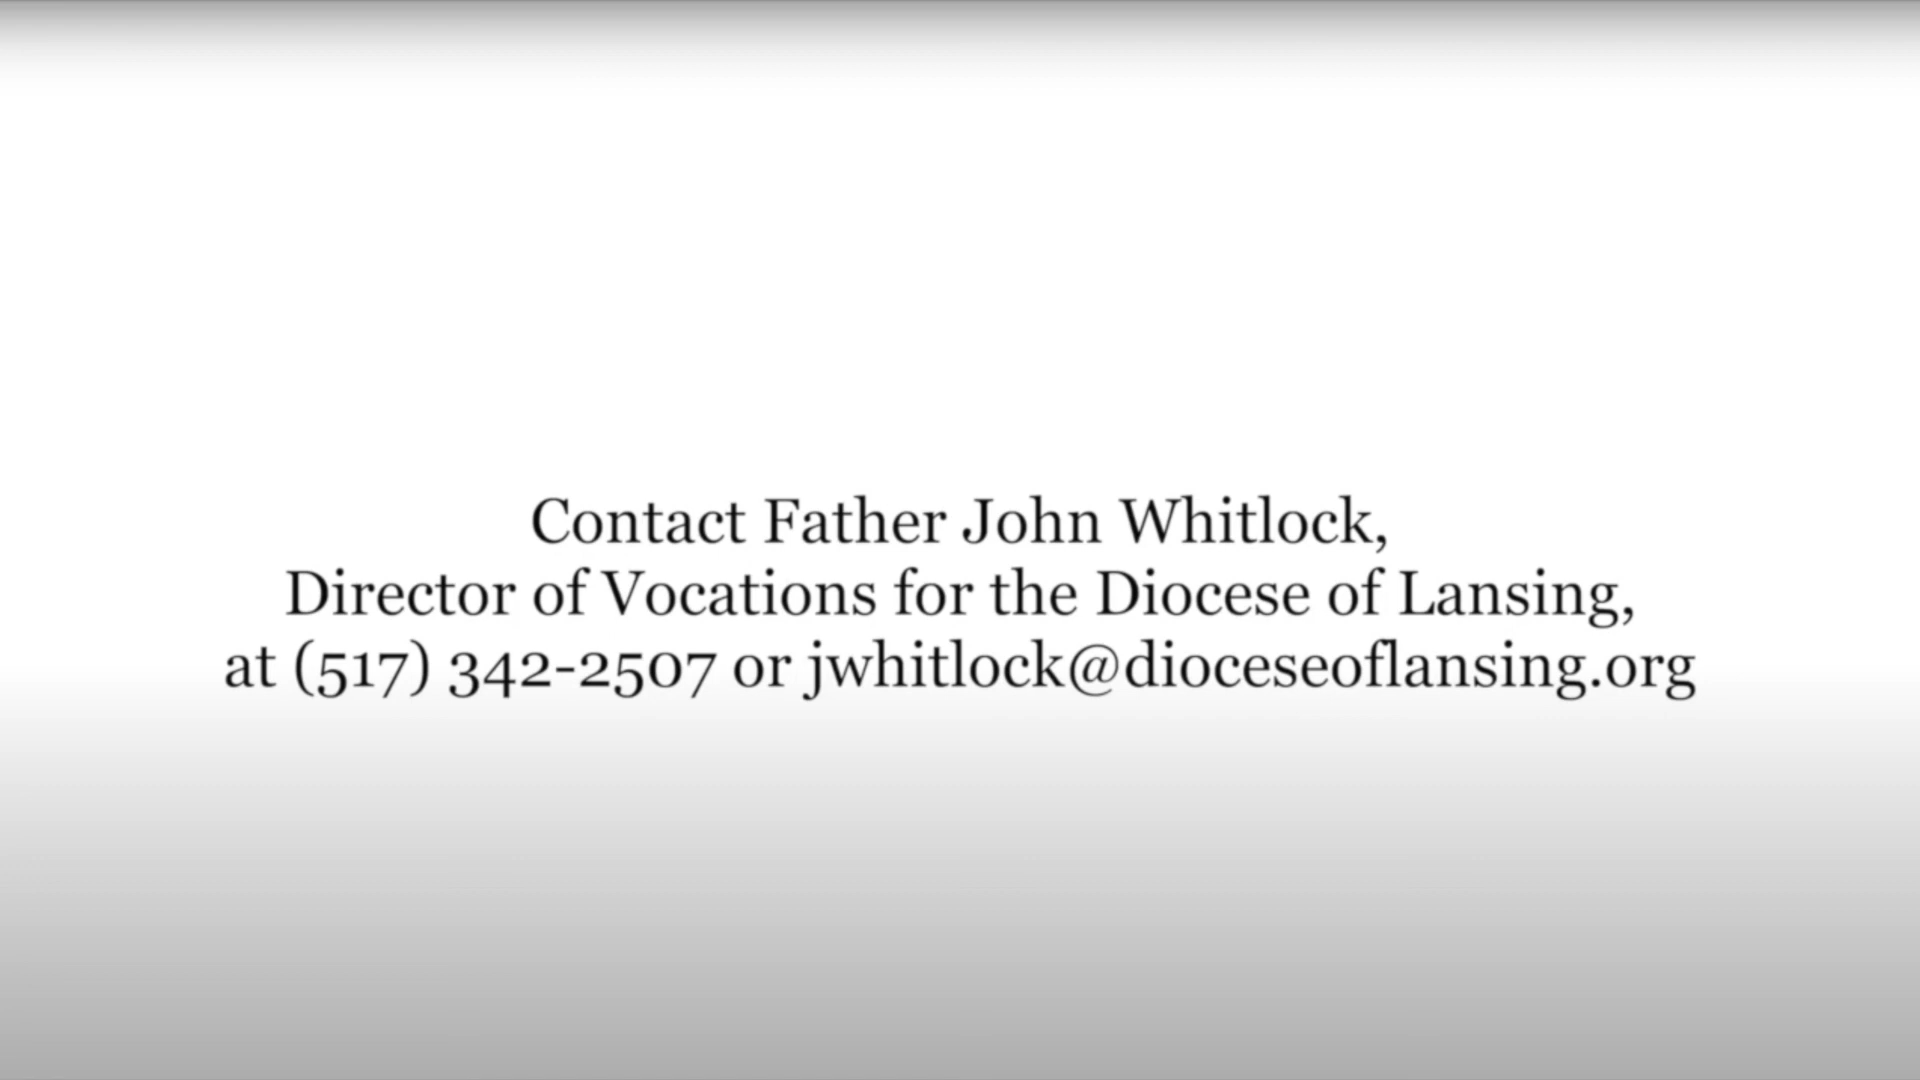 Contact Father John Whitlock,
Director of Vocations for the Diocese of Lansing,
at (517) 342-2507 or jwhitlock@dioceseoflansing.org